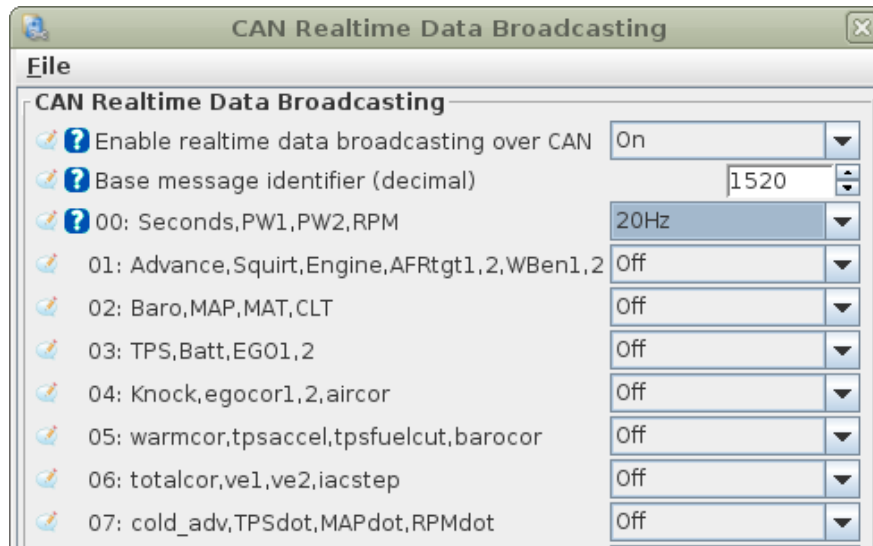 CAN Realtime Data Broadcasting
File
CAN Realtime Data Broadcasting
Enable realtime data broadcasting over CAN On
Base message identifier (decimal) 1520
00: Seconds,PW1,PW2,RPM 20Hz
01: Advance,Squirt,Engine,AFRtgt1,2,WBen1,2 Off
02: Baro,MAP,MAT,CLT Off
03: TPS,Batt,EGO1,2 Off
04: Knock,egocor1,2,aircor Off
05: warmcor,tpsaccel,tpsfuelcut,barocor Off
06: totalcor,ve1,ve2,iacstep Off
07: cold_adv,TPSdot,MAPdot,RPMdot Off